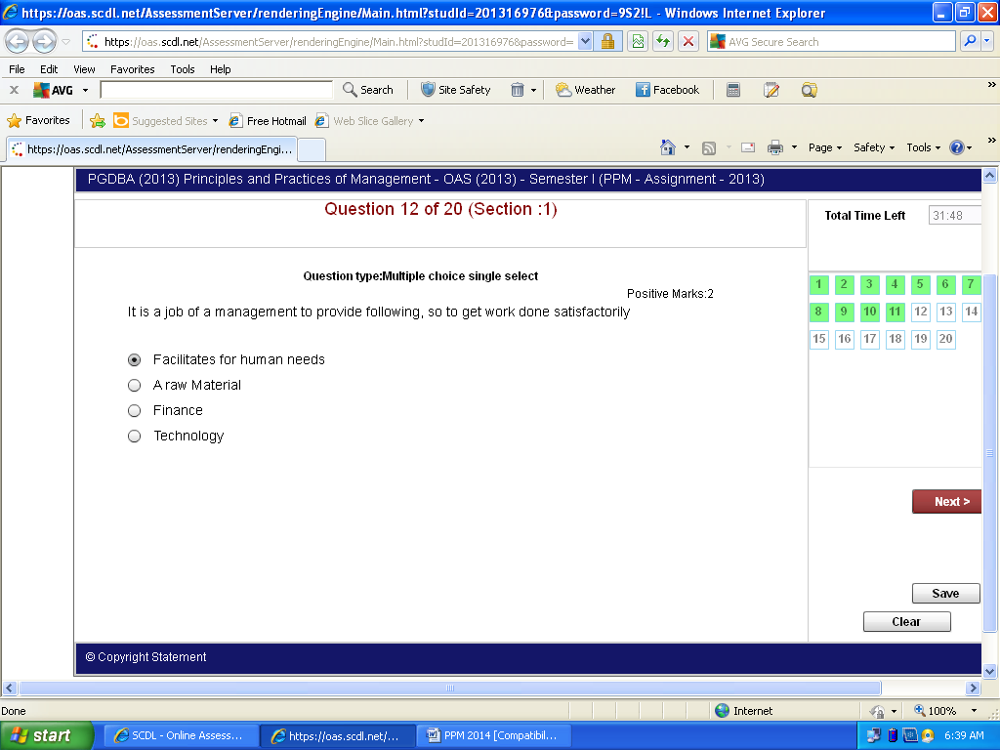 https://oas.scdl.net/AssessmentServer/renderingEngine/Main.html?studId=201316976&password=9S2!L - Windows Internet Explorer
https://oas.scdl.net/AssessmentServer/renderingEngine/Main.html?studId=201316976&password=
AVG Secure Search
File Edit View Favorites Tools Help
x AVG Search Site Safety Weather Facebook »
Favorites Suggested Sites Free Hotmail Web Slice Gallery
https://oas.scdl.net/AssessmentServer/renderingEngi... Page Safety Tools »
PGDBA (2013) Principles and Practices of Management - OAS (2013) - Semester I (PPM - Assignment - 2013)
Question 12 of 20 (Section :1)
Total Time Left 31:48
Question type:Multiple choice single select
Positive Marks:2
It is a job of a management to provide following, so to get work done satisfactorily
Facilitates for human needs
A raw Material
Finance
Technology
1 2 3 4 5 6 7
8 9 10 11 12 13 14
15 16 17 18 19 20
Next >
Save
Clear
© Copyright Statement
Done Internet 100%
start SCDL - Online Assess... https://oas.scdl.net/... PPM 2014 [Compatibil... 6:39 AM